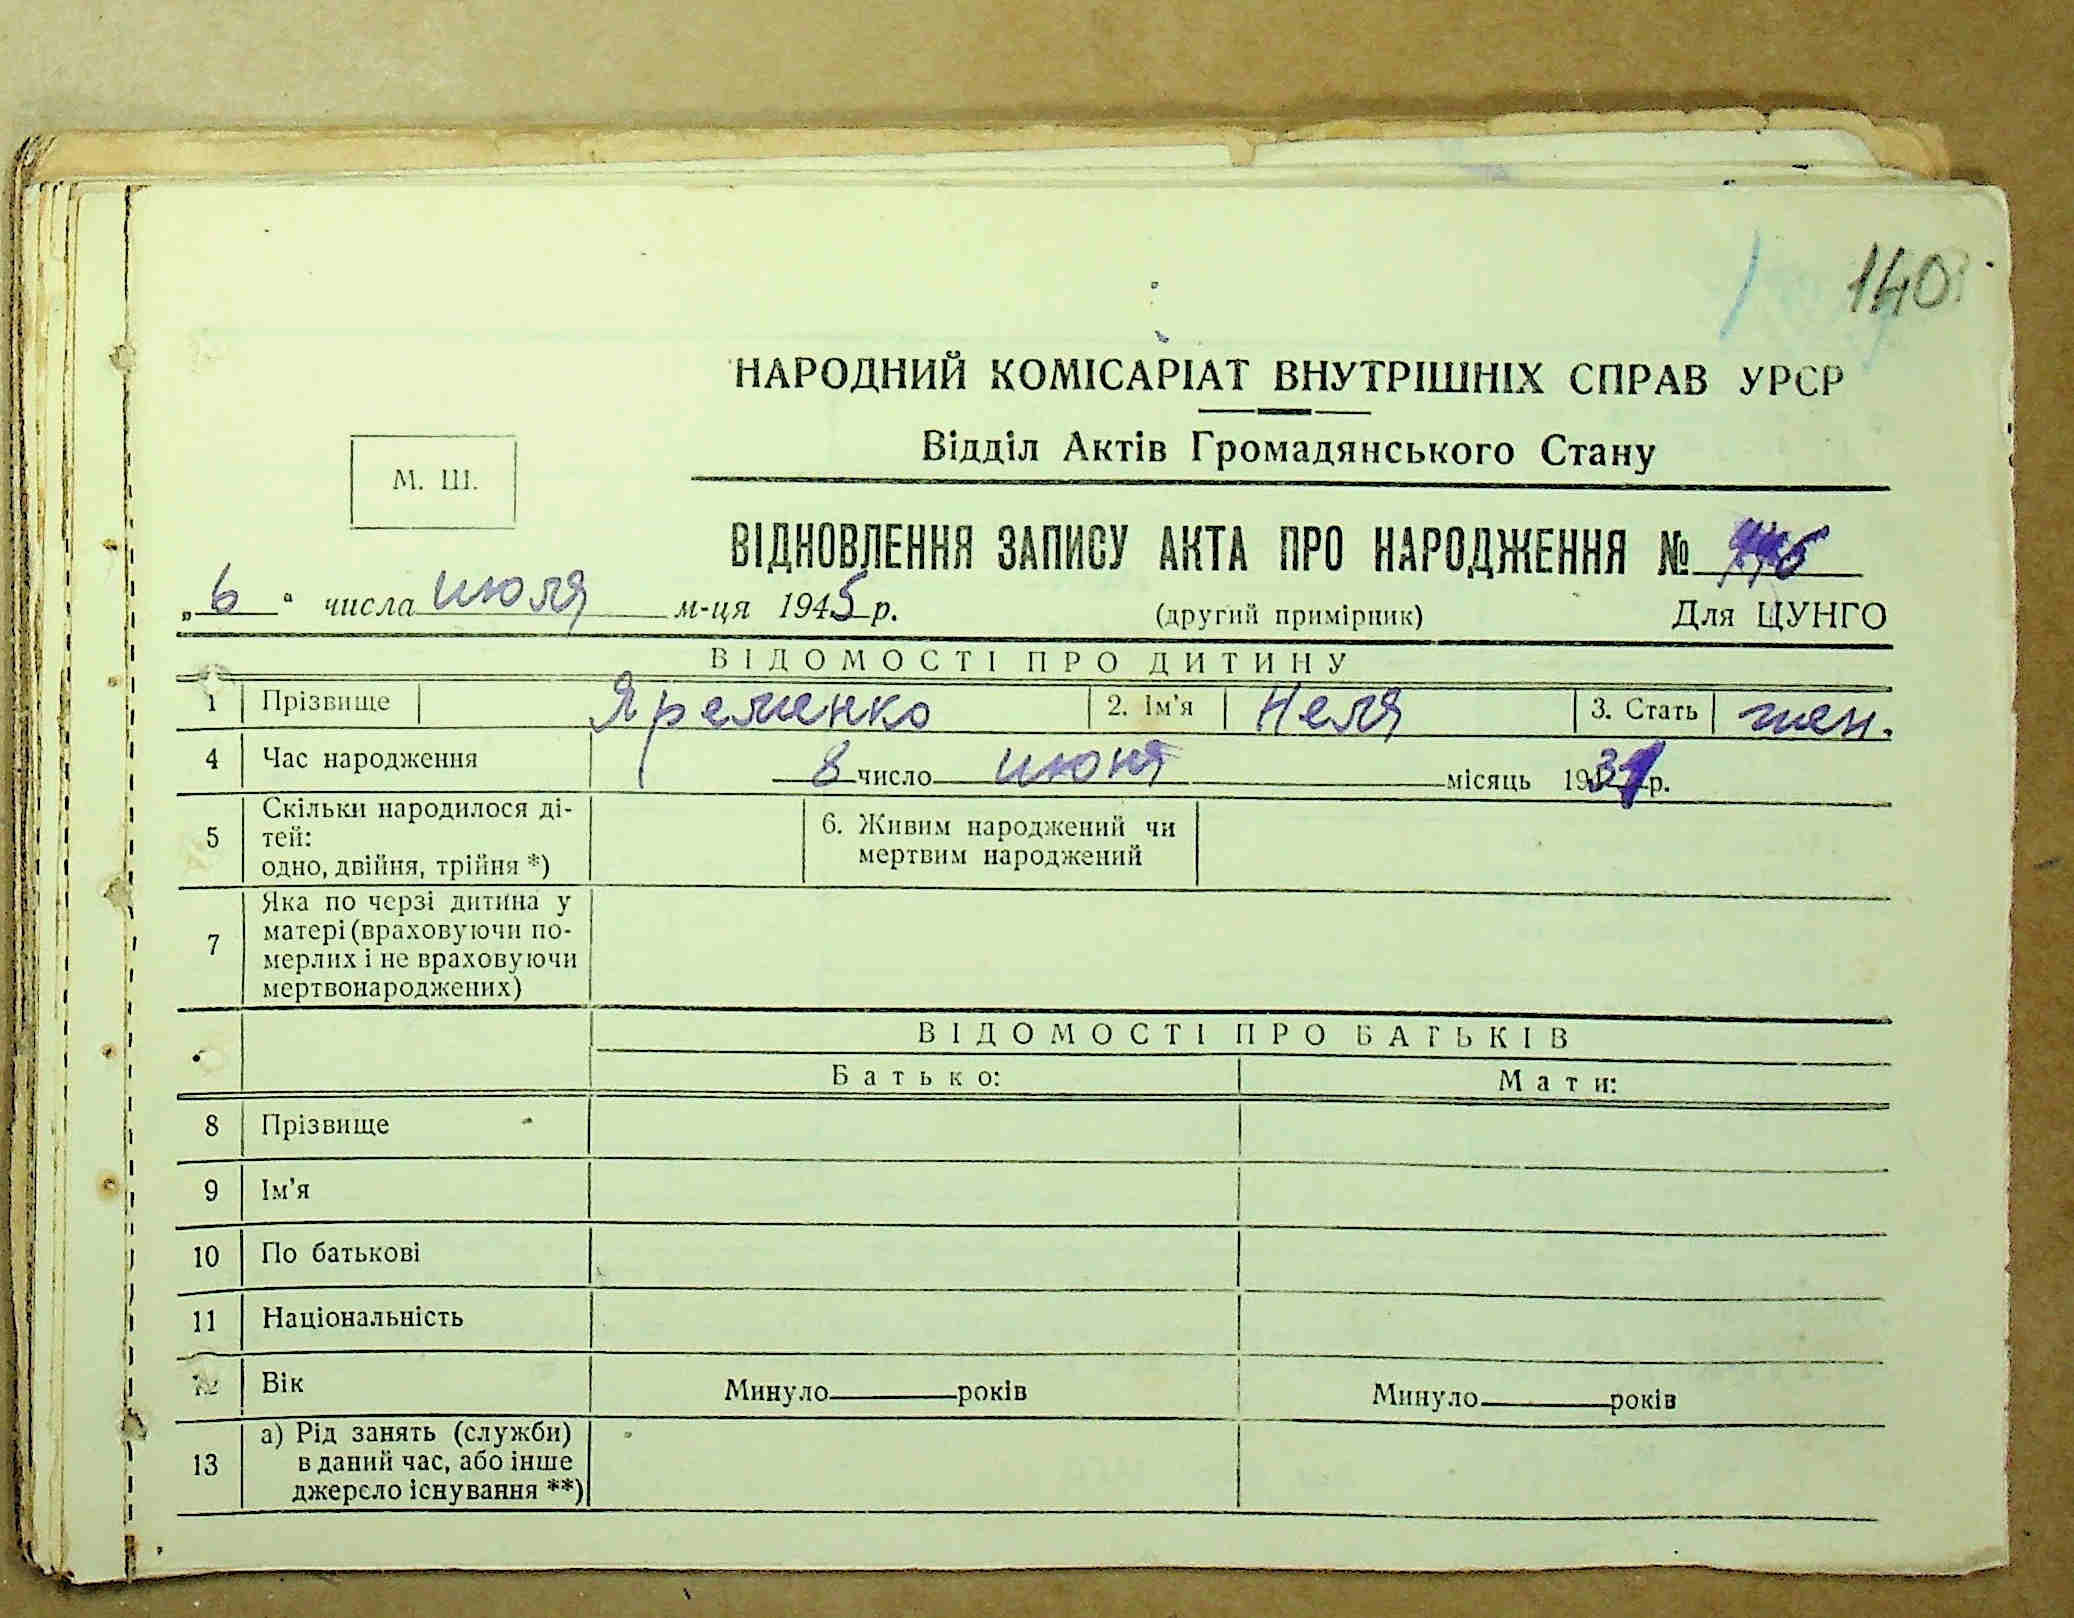 140
НАРОДНИЙ КОМІСАРІАТ ВНУТРІШНІХ СПРАВ УРСР
Відділ Актів Громадянського Стану
М. Ш.
ВІДНОВЛЕННЯ ЗАПИСУ АКТА ПРО НАРОДЖЕННЯ №
„6“ числа июля м-ця 1945 р. (другий примірник) Для ЦУНГО
ВІДОМОСТІ ПРО ДИТИНУ
1 Прізвище Яременко 2. Ім'я Неля 3. Стать жен.
4 Час народження 8 число июня місяць 1931 р.
5 Скільки народилося ді-
тей:
одно, двійня, трійня *)
6. Живим народжений чи
мертвим народжений
7 Яка по черзі дитина у
матері (враховуючи по-
мерлих і не враховуючи
мертвонароджених)
ВІДОМОСТІ ПРО БАТЬКІВ
Батько: Мати:
8 Прізвище
9 Ім'я
10 По батькові
11 Національність
12 Вік Минуло років Минуло років
13 а) Рід занять (служби)
в даний час, або інше
джерело існування **)